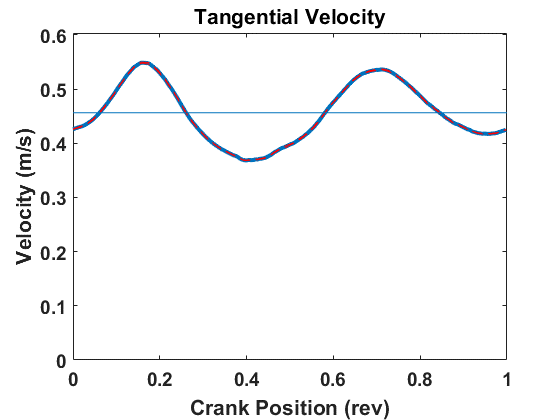 Tangential Velocity
0.6
0.5
0.4
0.3
0.2
0.1
0
Velocity (m/s)
0 0.2 0.4 0.6 0.8 1
Crank Position (rev)